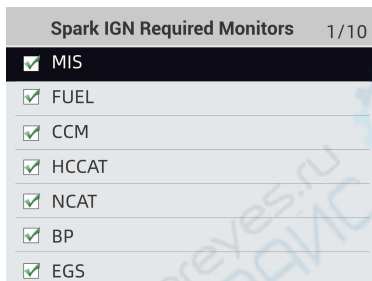 Spark IGN Required Monitors 1/10
MIS
FUEL
CCM
HCCAT
NCAT
BP
EGS